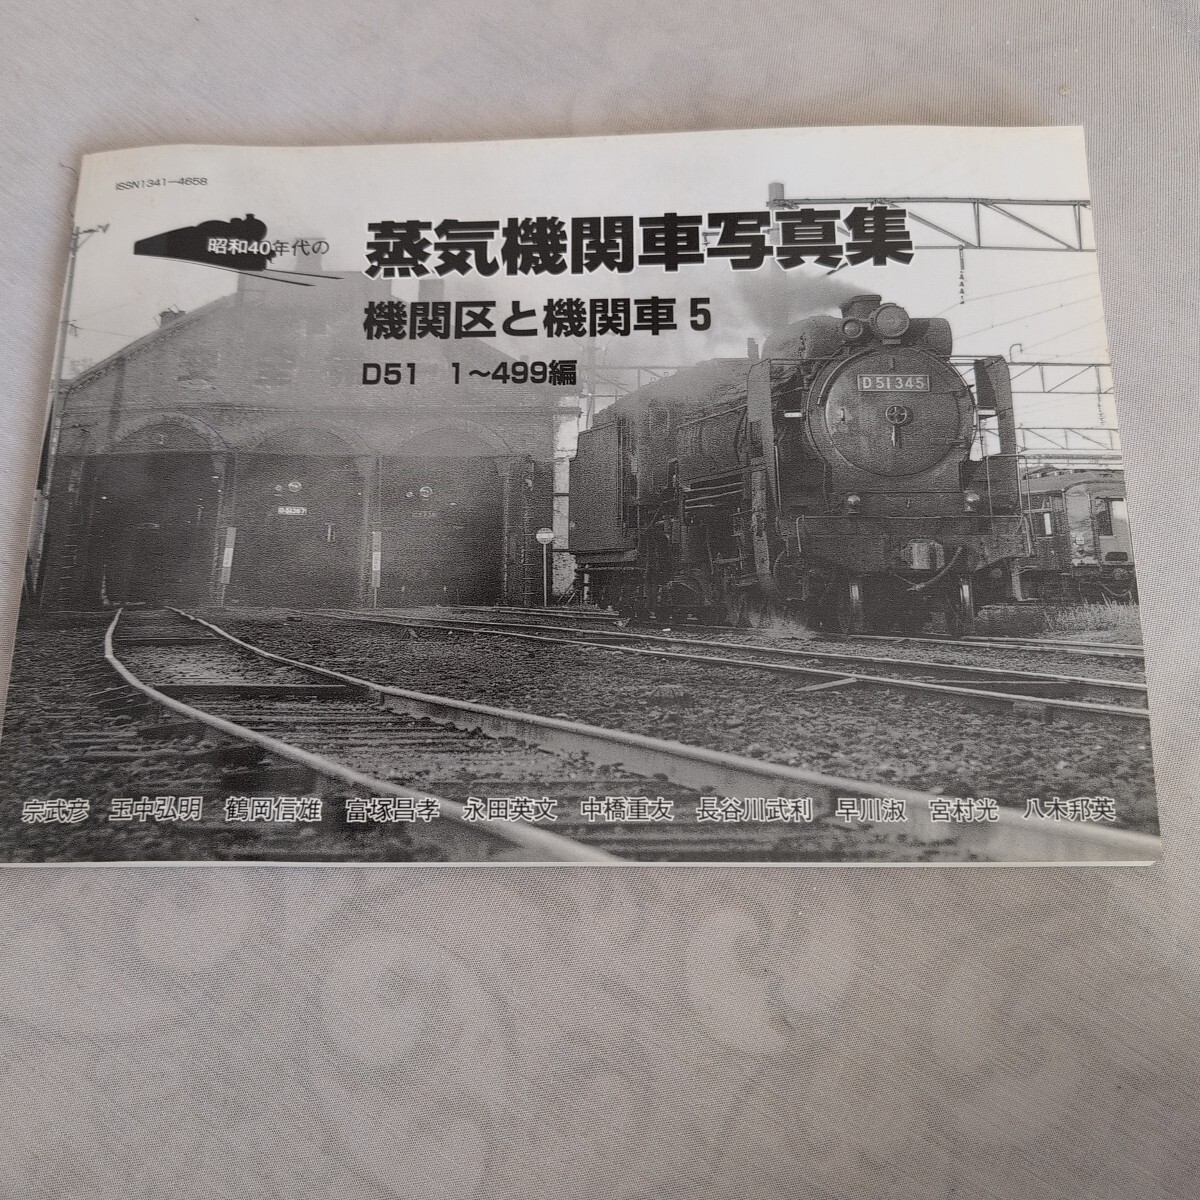 ISSN1341-4658
昭和40年代の
蒸気機関車写真集
機関区と機関車5
D51 1～499編
D51 345
宗武彦 玉中弘明 鶴岡信雄 富塚昌孝 永田英文 中橋重友 長谷川武利 早川淑 宮村光 八木邦英